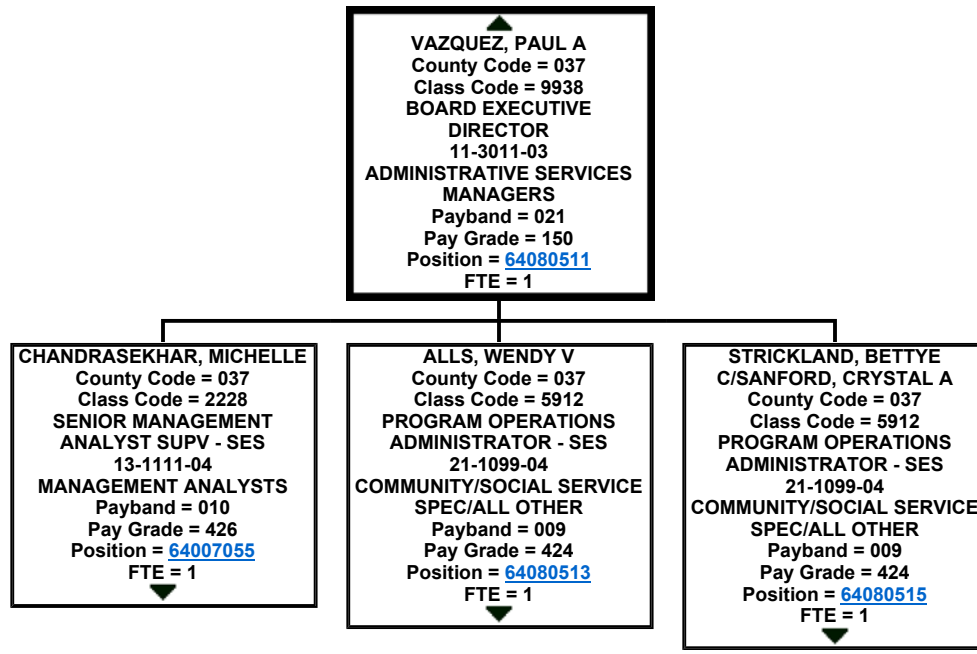 VAZQUEZ, PAUL A
County Code = 037
Class Code = 9938
BOARD EXECUTIVE
DIRECTOR
11-3011-03
ADMINISTRATIVE SERVICES
MANAGERS
Payband = 021
Pay Grade = 150
Position = 64080511
FTE = 1
CHANDRASEKHAR, MICHELLE
County Code = 037
Class Code = 2228
SENIOR MANAGEMENT
ANALYST SUPV - SES
13-1111-04
MANAGEMENT ANALYSTS
Payband = 010
Pay Grade = 426
Position = 64007055
FTE = 1
ALLS, WENDY V
County Code = 037
Class Code = 5912
PROGRAM OPERATIONS
ADMINISTRATOR - SES
21-1099-04
COMMUNITY/SOCIAL SERVICE
SPEC/ALL OTHER
Payband = 009
Pay Grade = 424
Position = 64080513
FTE = 1
STRICKLAND, BETTYE
C/SANFORD, CRYSTAL A
County Code = 037
Class Code = 5912
PROGRAM OPERATIONS
ADMINISTRATOR - SES
21-1099-04
COMMUNITY/SOCIAL SERVICE
SPEC/ALL OTHER
Payband = 009
Pay Grade = 424
Position = 64080515
FTE = 1